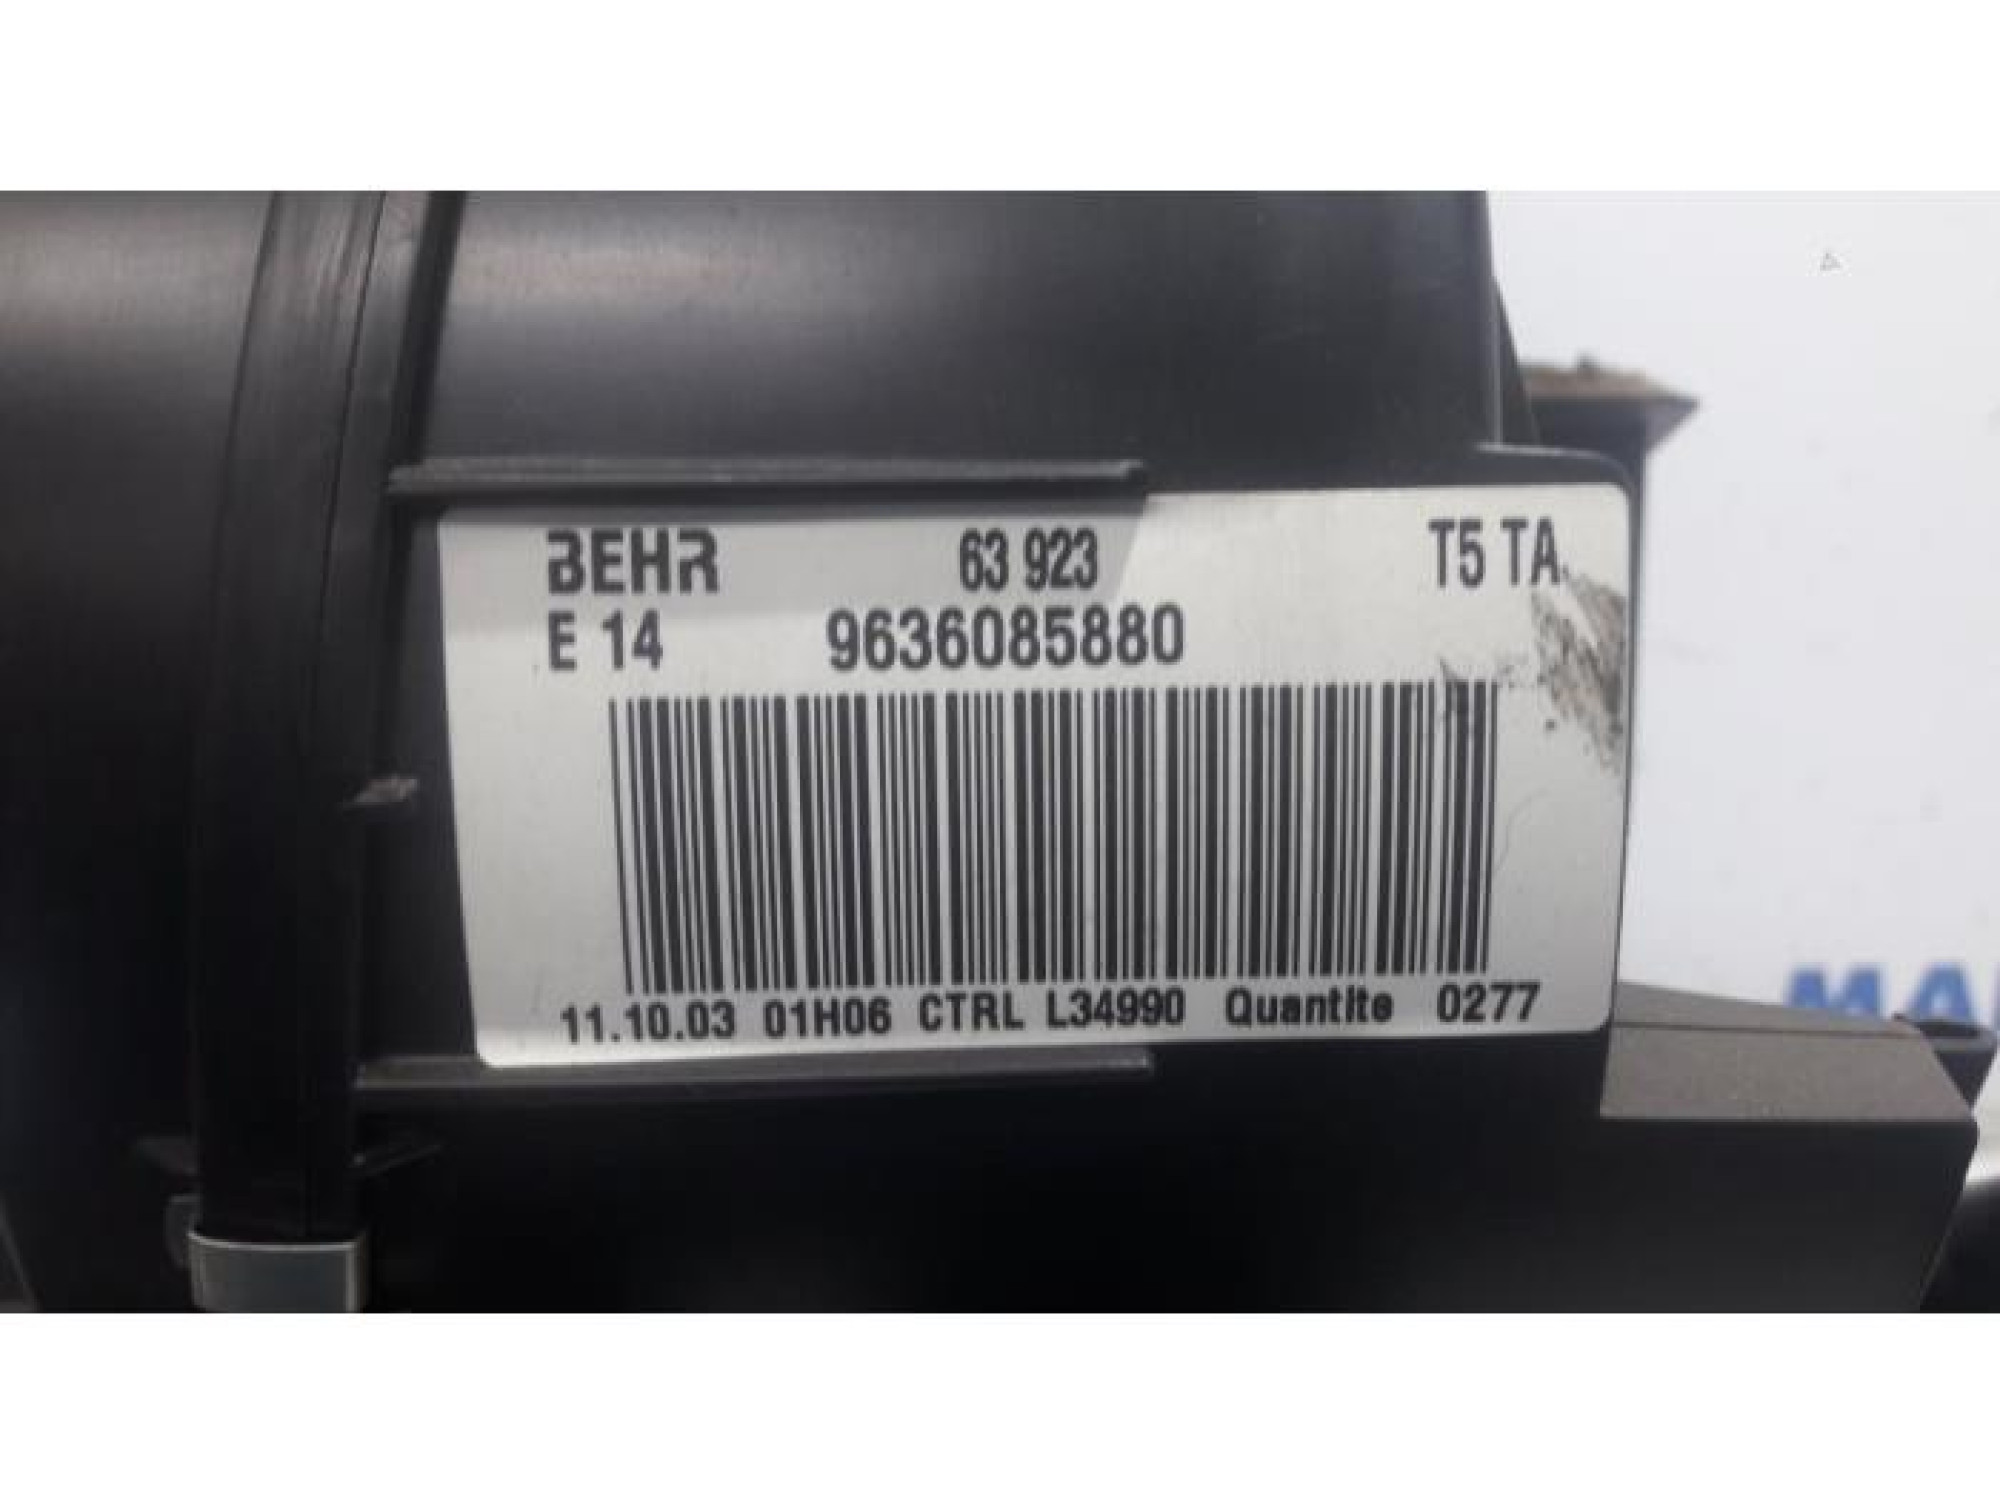 BEHR 63 923 T5 TA
E 14 9636085880
11.10.03 01H06 CTRL L34990 Quantite 0277